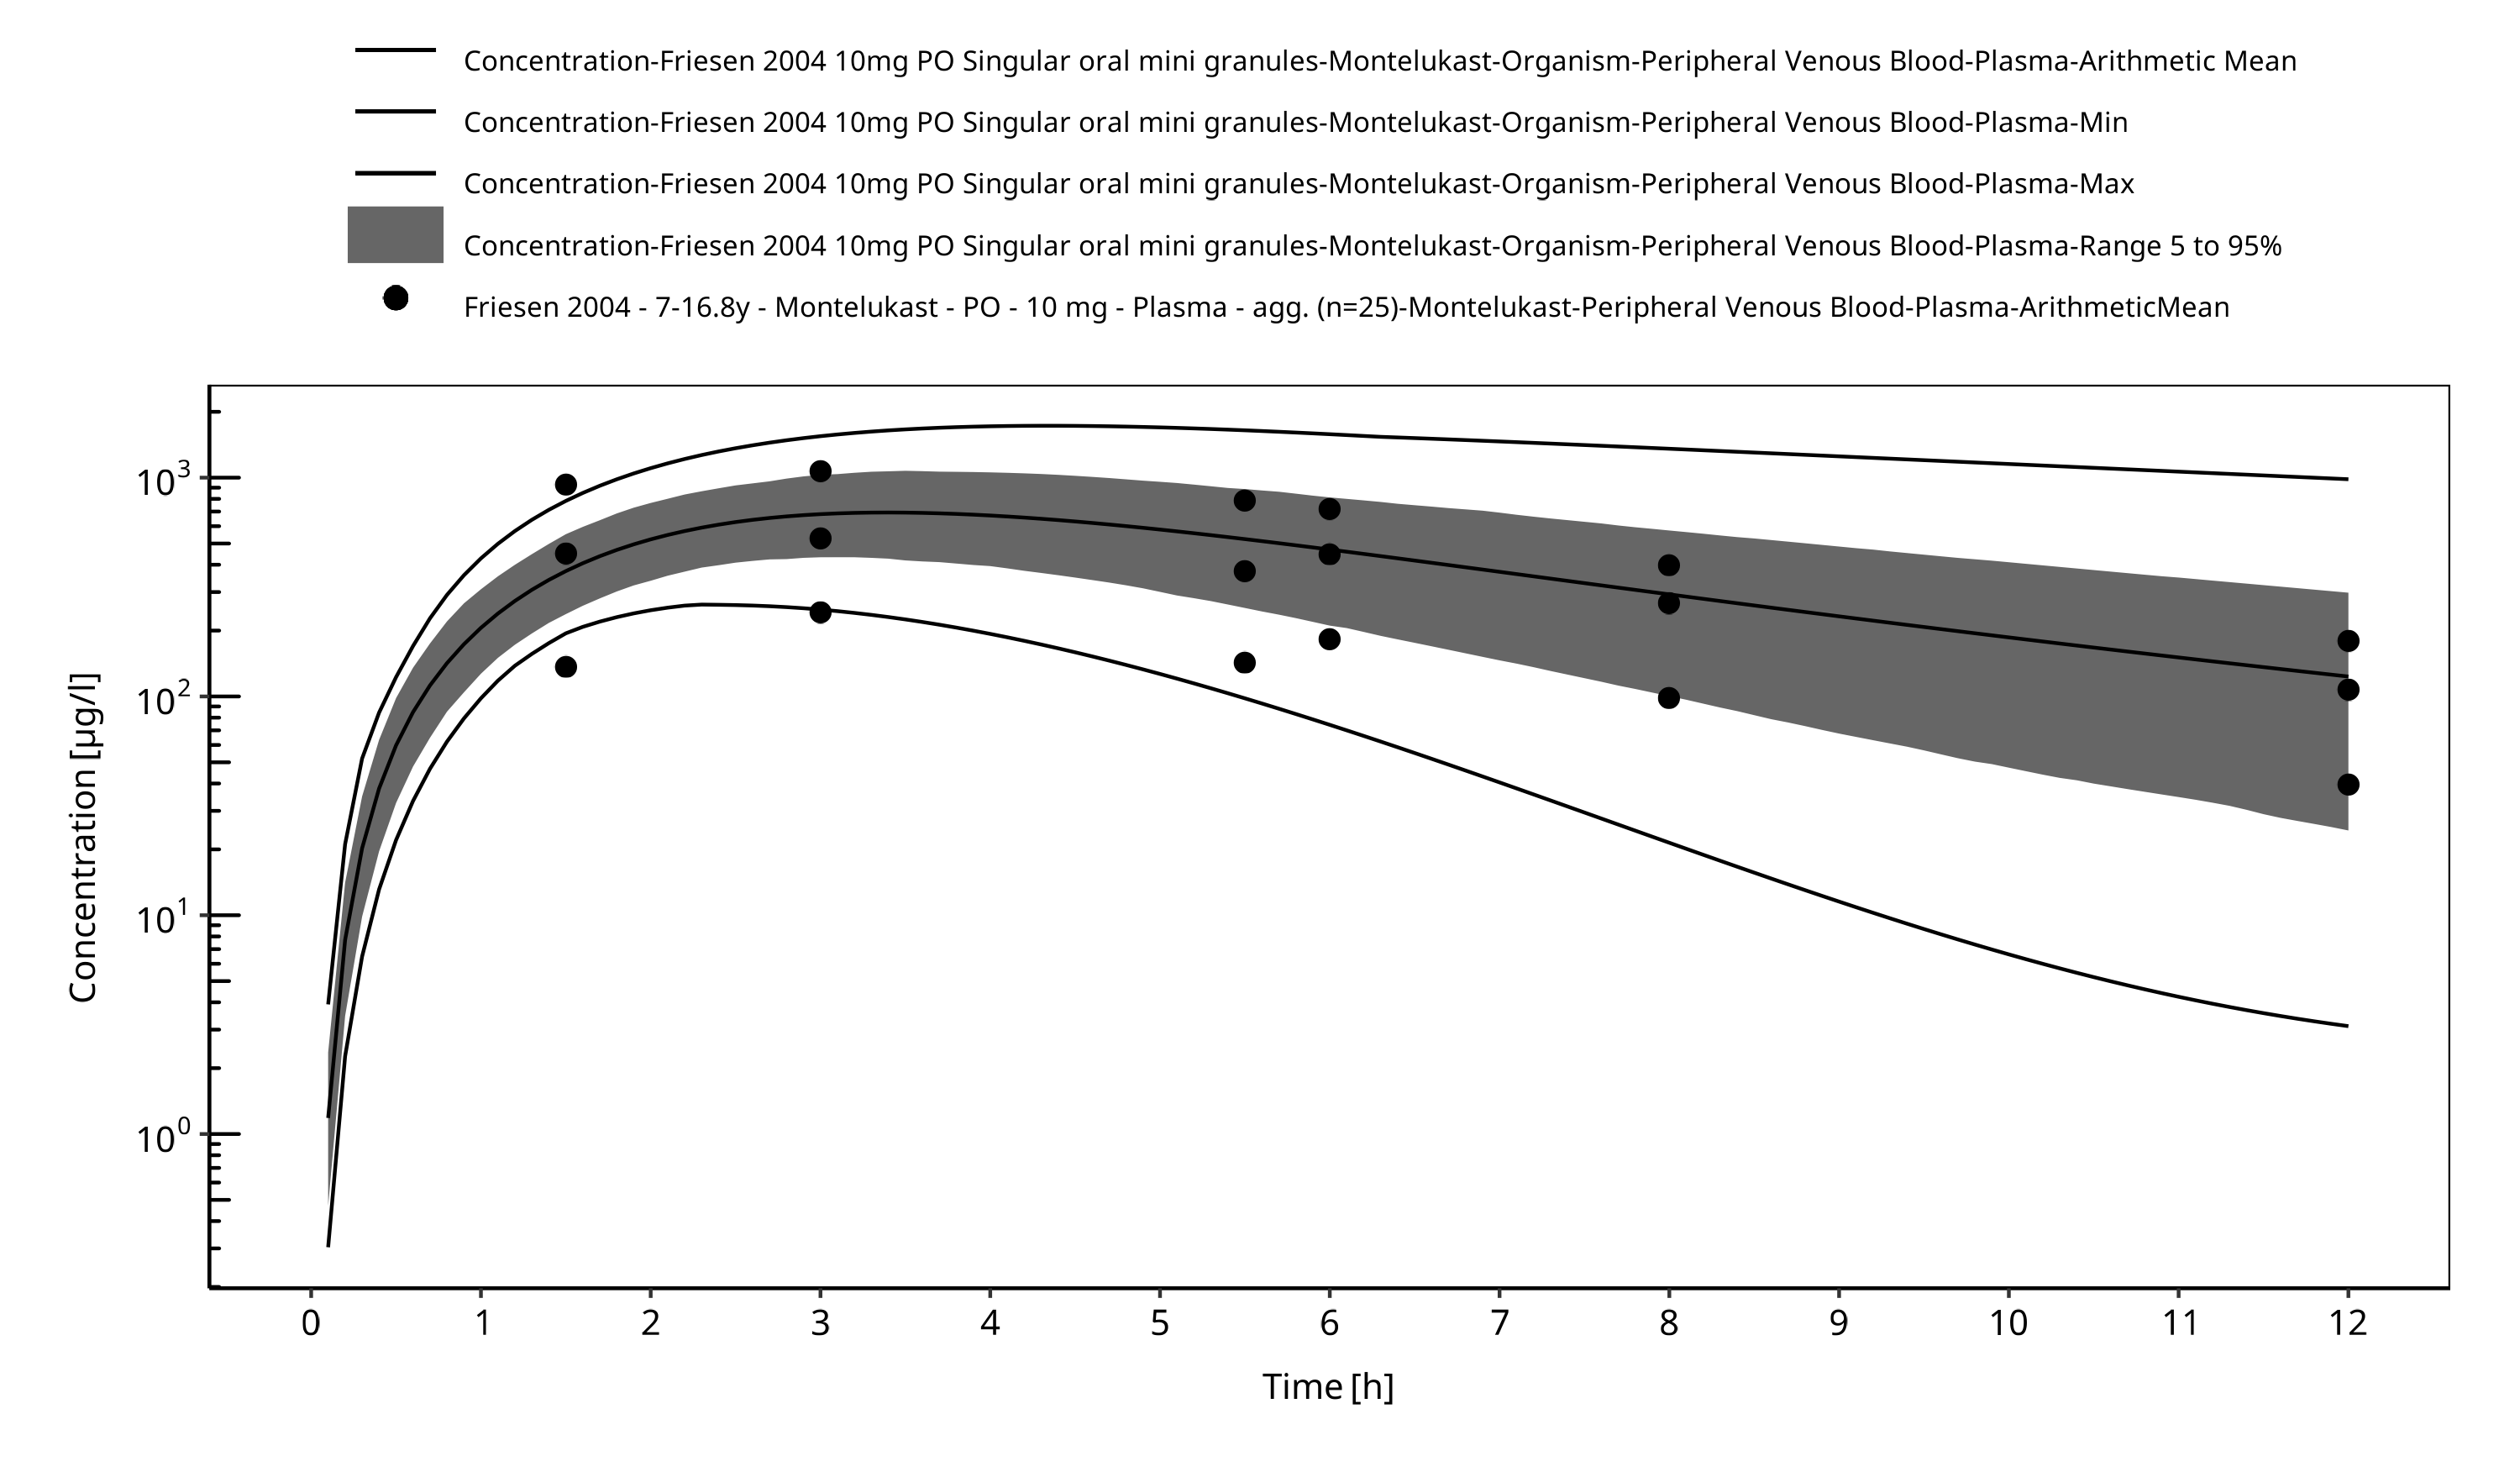 Concentration-Friesen 2004 10mg PO Singular oral mini granules-Montelukast-Organism-Peripheral Venous Blood-Plasma-Arithmetic Mean
Concentration-Friesen 2004 10mg PO Singular oral mini granules-Montelukast-Organism-Peripheral Venous Blood-Plasma-Min
Concentration-Friesen 2004 10mg PO Singular oral mini granules-Montelukast-Organism-Peripheral Venous Blood-Plasma-Max
Concentration-Friesen 2004 10mg PO Singular oral mini granules-Montelukast-Organism-Peripheral Venous Blood-Plasma-Range 5 to 95%
Friesen 2004 - 7-16.8y - Montelukast - PO - 10 mg - Plasma - agg. (n=25)-Montelukast-Peripheral Venous Blood-Plasma-ArithmeticMean
Concentration [µg/l]
10³
10²
10¹
10⁰
0 1 2 3 4 5 6 7 8 9 10 11 12
Time [h]